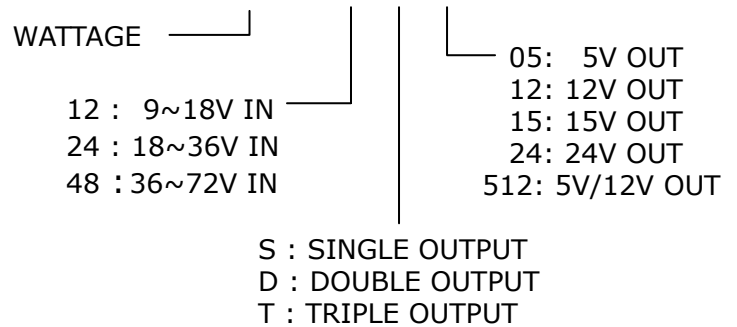 WATTAGE
05: 5V OUT
12: 12V OUT
15: 15V OUT
24: 24V OUT
512: 5V/12V OUT
12 : 9~18V IN
24 : 18~36V IN
48 : 36~72V IN
S : SINGLE OUTPUT
D : DOUBLE OUTPUT
T : TRIPLE OUTPUT